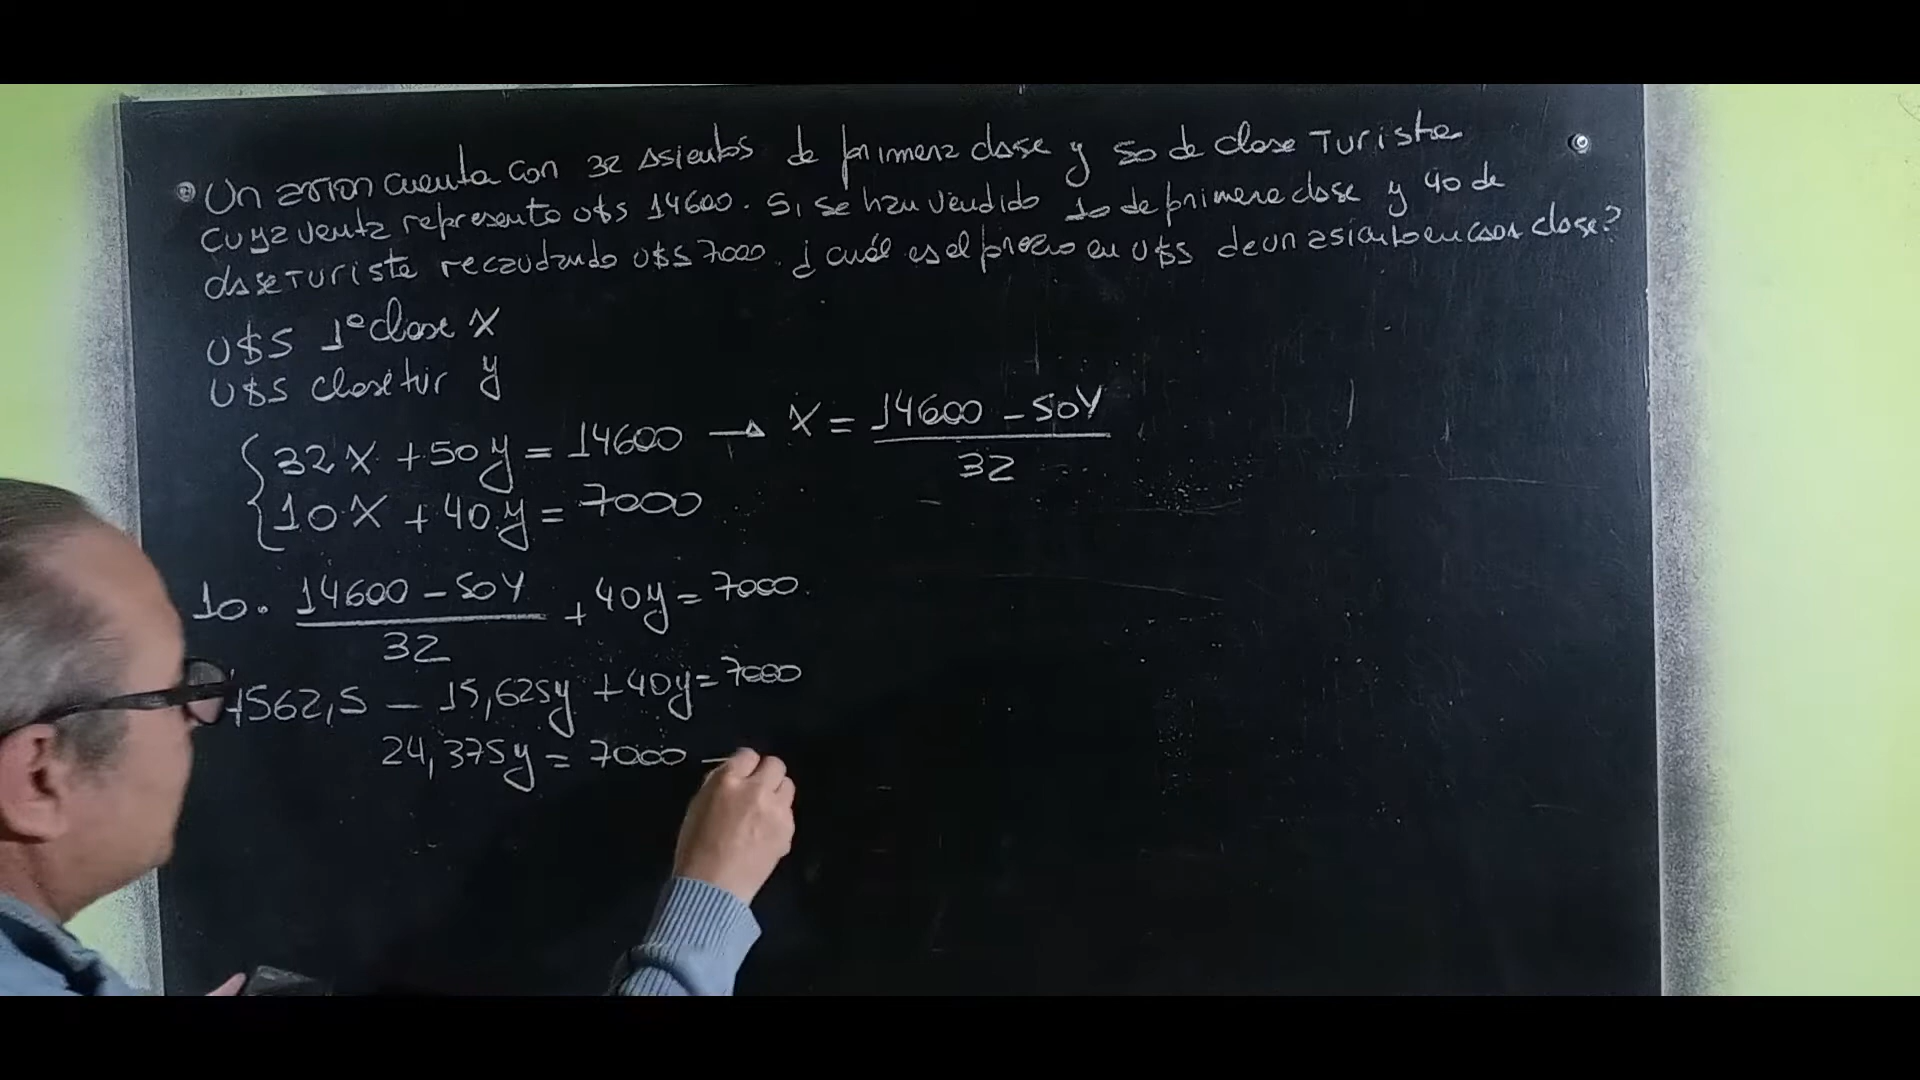 Un avion cuenta con 32 asientos de primera clase y 50 de clase Turista
cuya venta represento U$S 14600. Si se han vendido 10 de primera clase y 40 de
clase Turista recaudando U$S 7000. ¿cuál es el precio en U$S de un asiento en cada clase?
U$S 1º clase X
U$S clase tur y
32X + 50y = 14600 → X = (14600 - 50Y)/32
10X + 40y = 7000
10 . (14600 - 50Y)/32 + 40y = 7000
4562,5 - 15,625y + 40y = 7000
24,375y = 7000 -